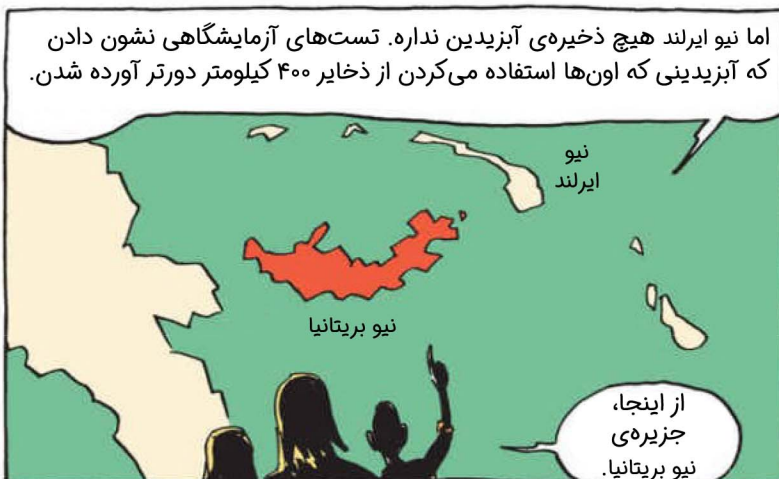 اما نیو ایرلند هیچ ذخیره‌ی آبزیدین نداره. تست‌های آزمایشگاهی نشون دادن
که آبزیدینی که اون‌ها استفاده می‌کردن از ذخایر ۴۰۰ کیلومتر دورتر آورده شدن.
نیو
ایرلند
نیو بریتانیا
از اینجا،
جزیره‌ی
نیو بریتانیا.